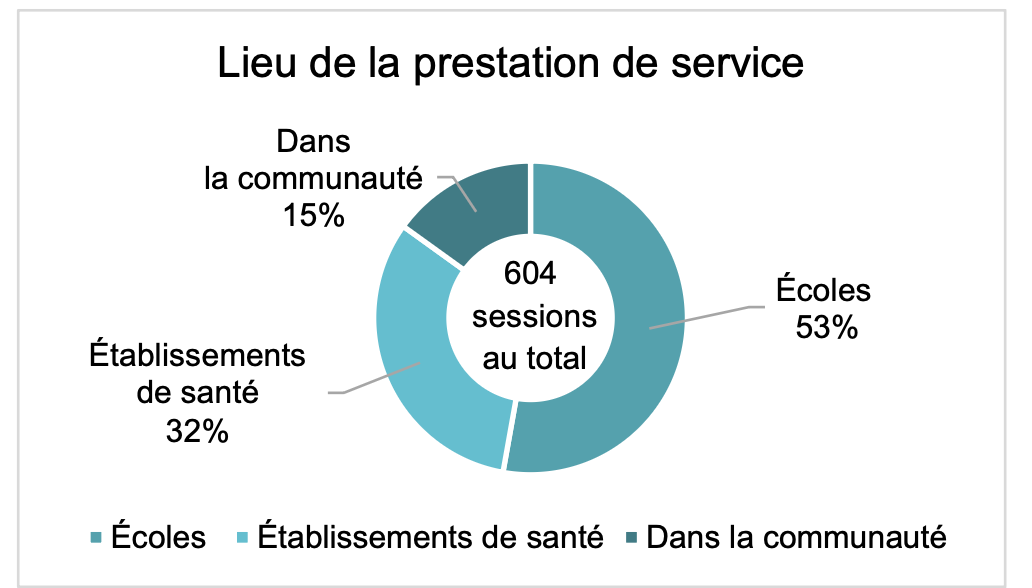 Lieu de la prestation de service
Dans
la communauté
15%
604
sessions
au total
Écoles
53%
Établissements
de santé
32%
Écoles Établissements de santé Dans la communauté